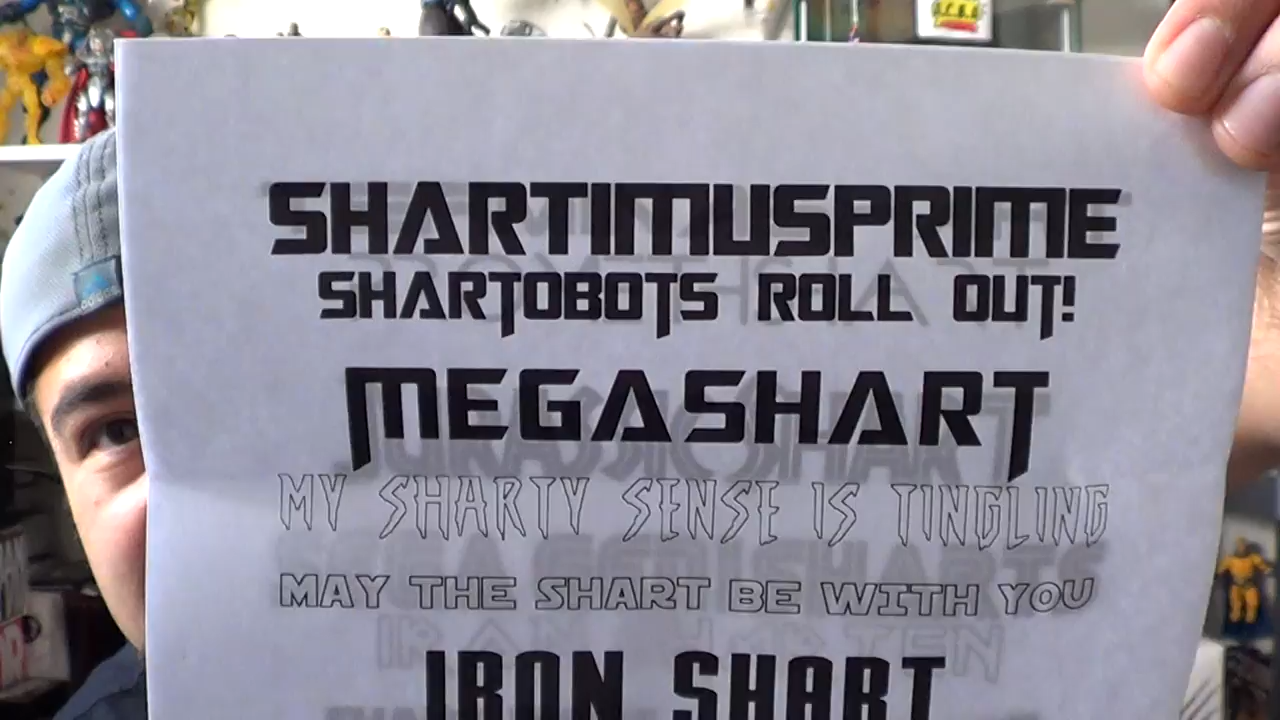 SHARTIMUSPRIME
SHARTOBOTS ROLL OUT!
MEGASHART
MY SHARTY SENSE IS TINGLING
MAY THE SHART BE WITH YOU
IRON SHART